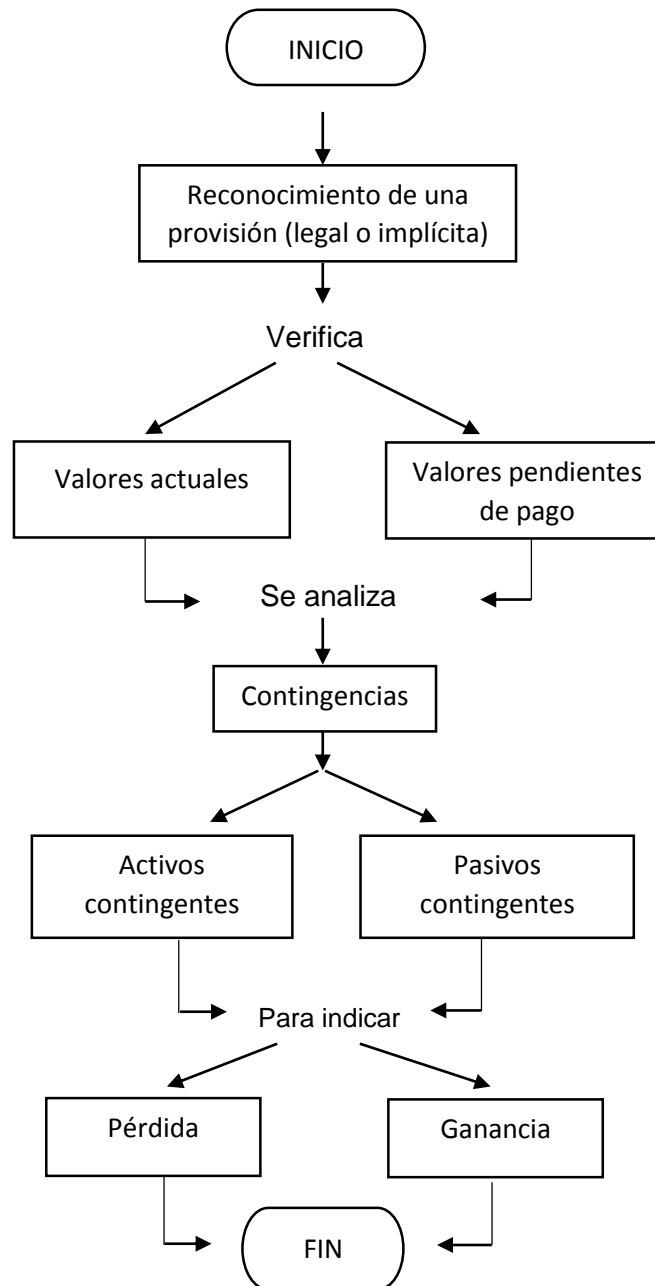 INICIO
Reconocimiento de una
provisión (legal o implícita)
Verifica
Valores actuales
Valores pendientes
de pago
Se analiza
Contingencias
Activos
contingentes
Pasivos
contingentes
Para indicar
Pérdida
Ganancia
FIN